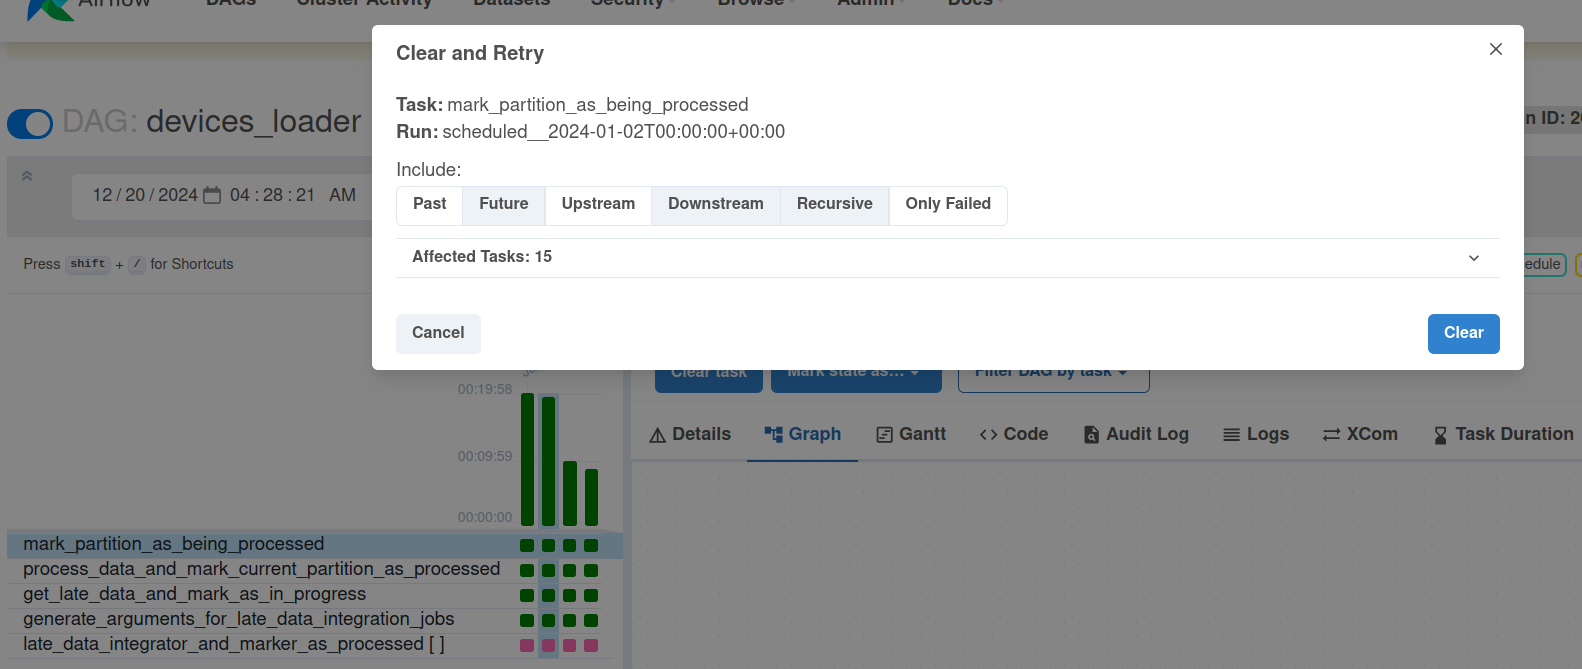 Airflow DAGs Cluster Activity Datasets Security Browse Admin Docs
Clear and Retry
Task: mark_partition_as_being_processed
Run: scheduled__2024-01-02T00:00:00+00:00
Include:
Past Future Upstream Downstream Recursive Only Failed
Affected Tasks: 15
Cancel Clear
DAG: devices_loader
n ID: 20
12/20/2024 04:28:21 AM
Press shift + / for Shortcuts
edule
Clear task Mark state as... Filter DAG by task
00:19:58
00:09:59
00:00:00
Details Graph Gantt Code Audit Log Logs XCom Task Duration
mark_partition_as_being_processed
process_data_and_mark_current_partition_as_processed
get_late_data_and_mark_as_in_progress
generate_arguments_for_late_data_integration_jobs
late_data_integrator_and_marker_as_processed [ ]